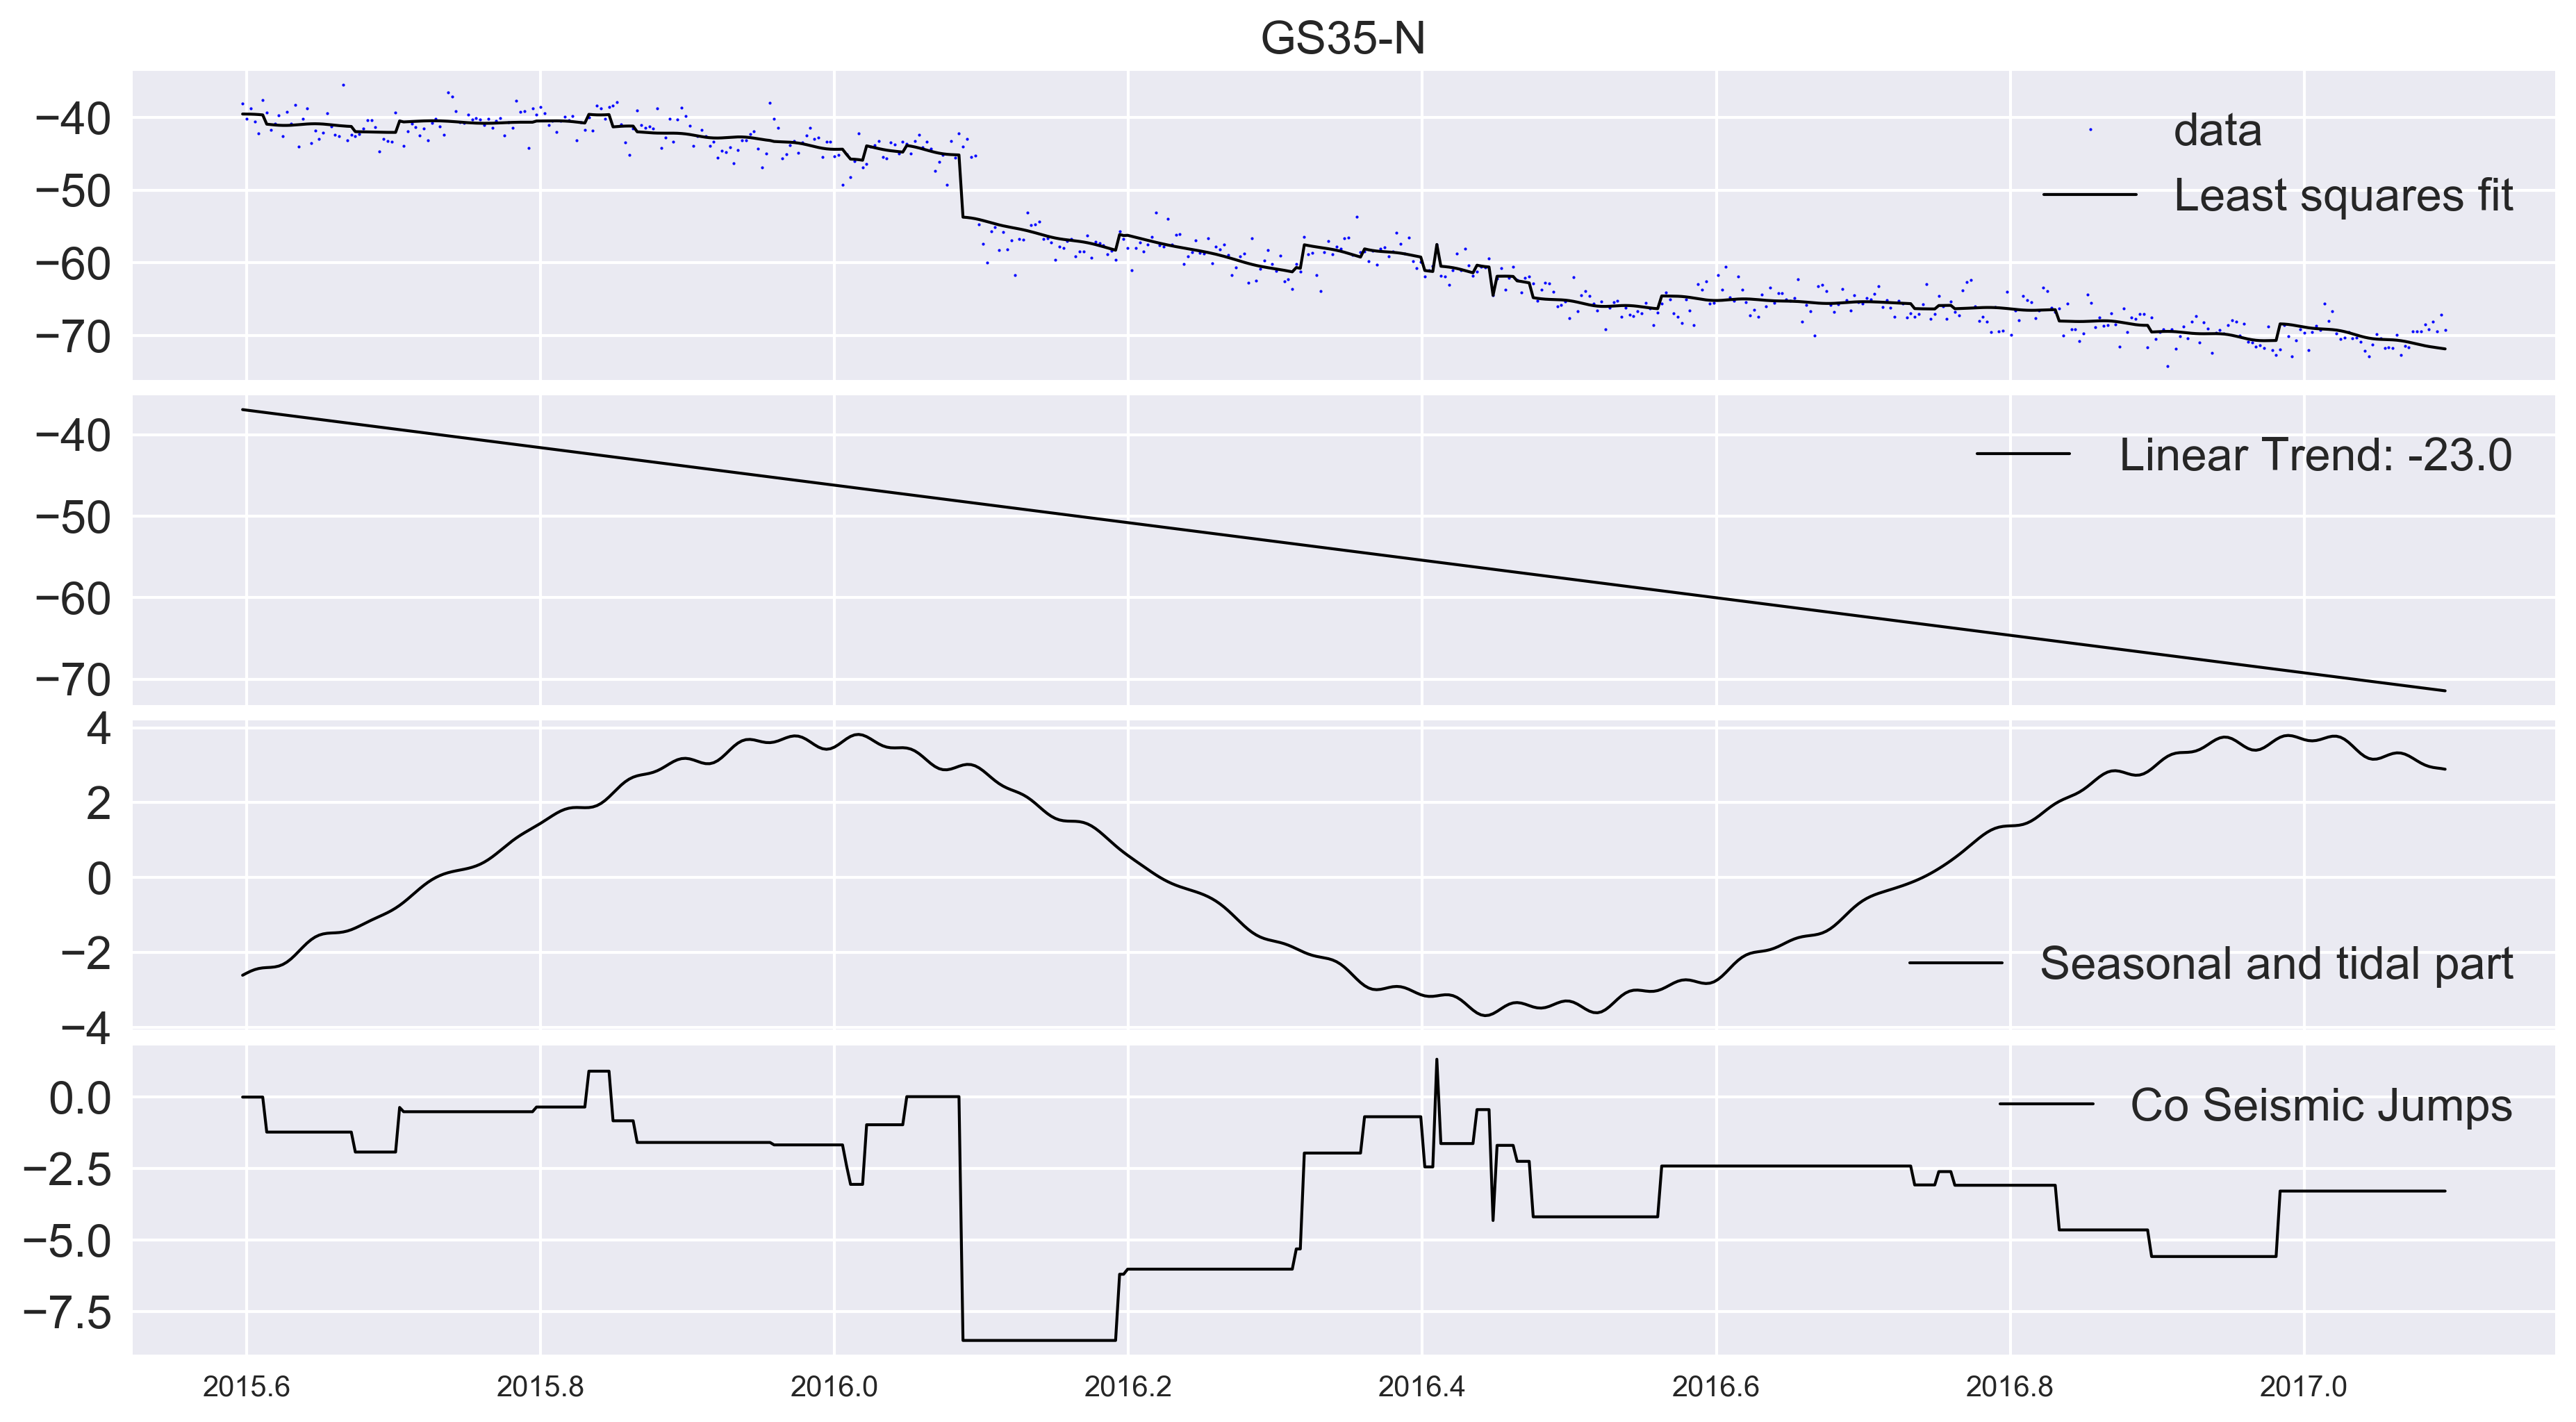 GS35-N
−40
−50
−60
−70
data
Least squares fit
−40
−50
−60
−70
Linear Trend: -23.0
4
2
0
−2
−4
Seasonal and tidal part
0.0
−2.5
−5.0
−7.5
Co Seismic Jumps
2015.6 2015.8 2016.0 2016.2 2016.4 2016.6 2016.8 2017.0